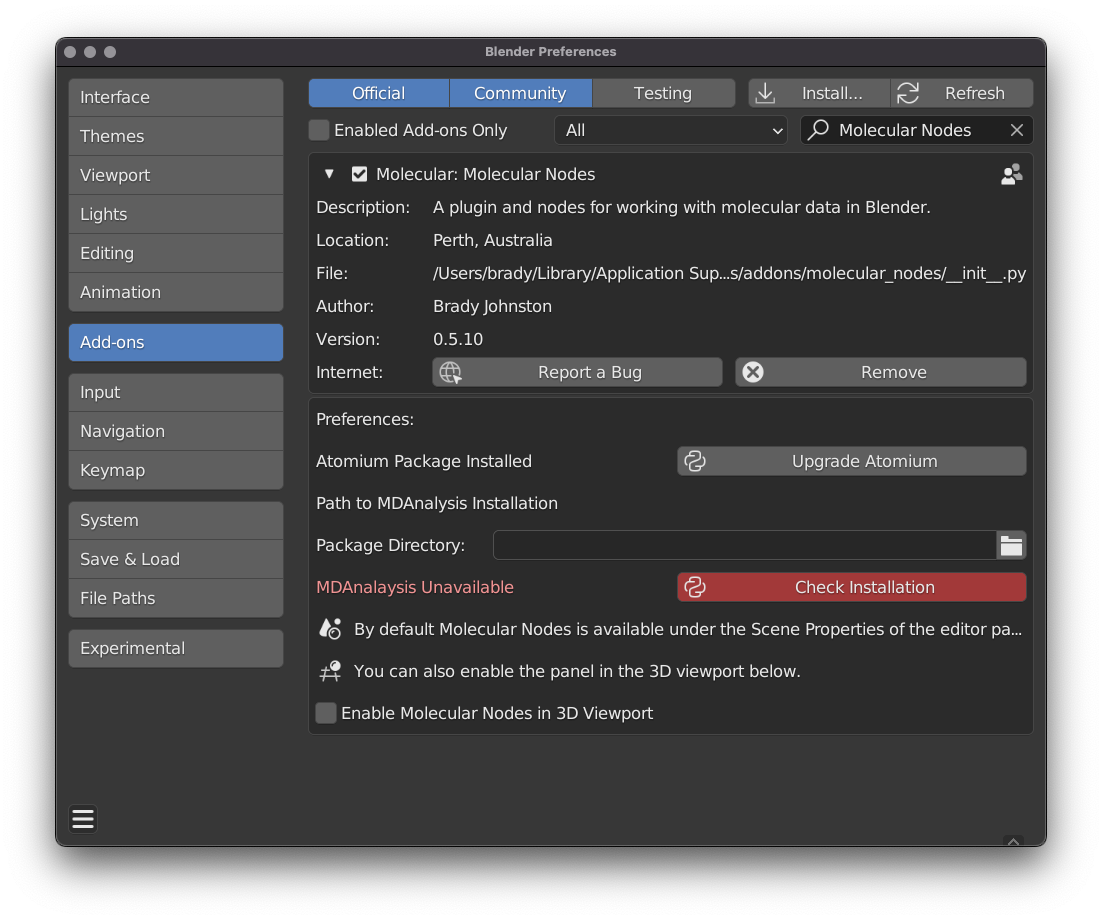 Blender Preferences
Interface
Themes
Viewport
Lights
Editing
Animation
Add-ons
Input
Navigation
Keymap
System
Save & Load
File Paths
Experimental
Official Community Testing Install... Refresh
Enabled Add-ons Only All Molecular Nodes
Molecular: Molecular Nodes
Description: A plugin and nodes for working with molecular data in Blender.
Location: Perth, Australia
File: /Users/brady/Library/Application Sup...s/addons/molecular_nodes/__init__.py
Author: Brady Johnston
Version: 0.5.10
Internet: Report a Bug Remove
Preferences:
Atomium Package Installed Upgrade Atomium
Path to MDAnalysis Installation
Package Directory:
MDAnalaysis Unavailable Check Installation
By default Molecular Nodes is available under the Scene Properties of the editor pa...
You can also enable the panel in the 3D viewport below.
Enable Molecular Nodes in 3D Viewport